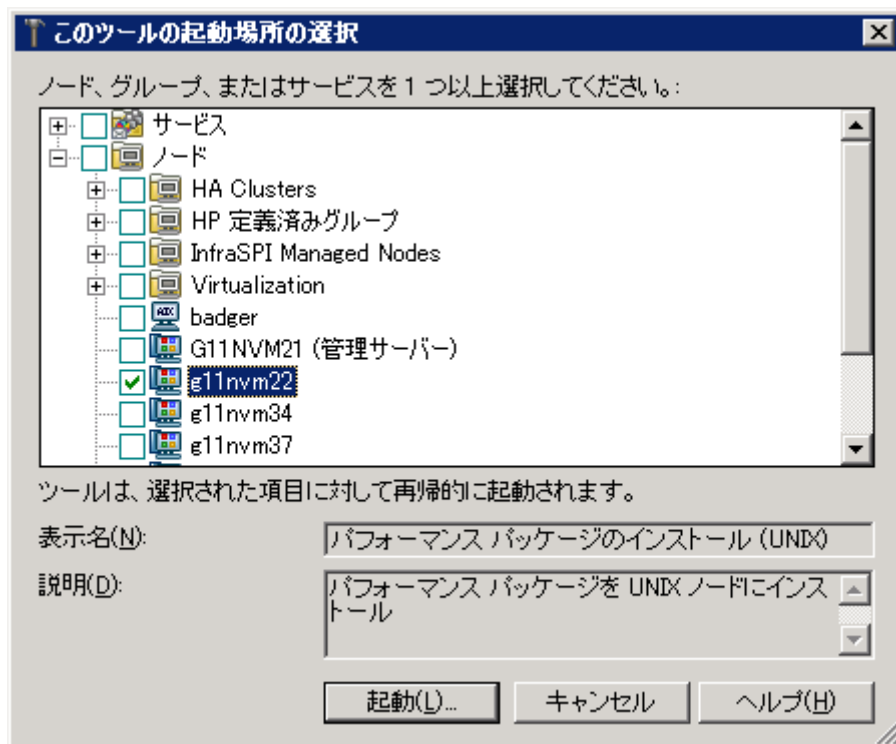 このツールの起動場所の選択
ノード、グループ、またはサービスを1 つ以上選択してください。:
サービス
ノード
HA Clusters
HP 定義済みグループ
InfraSPI Managed Nodes
Virtualization
AIX
badger
G11NVM21 (管理サーバー)
g11nvm22
g11nvm34
g11nvm37
ツールは、選択された項目に対して再帰的に起動されます。
表示名(N):
パフォーマンス パッケージのインストール (UNIX)
説明(D):
パフォーマンス パッケージを UNIX ノードにインス
トール
起動(L)...
キャンセル
ヘルプ(H)